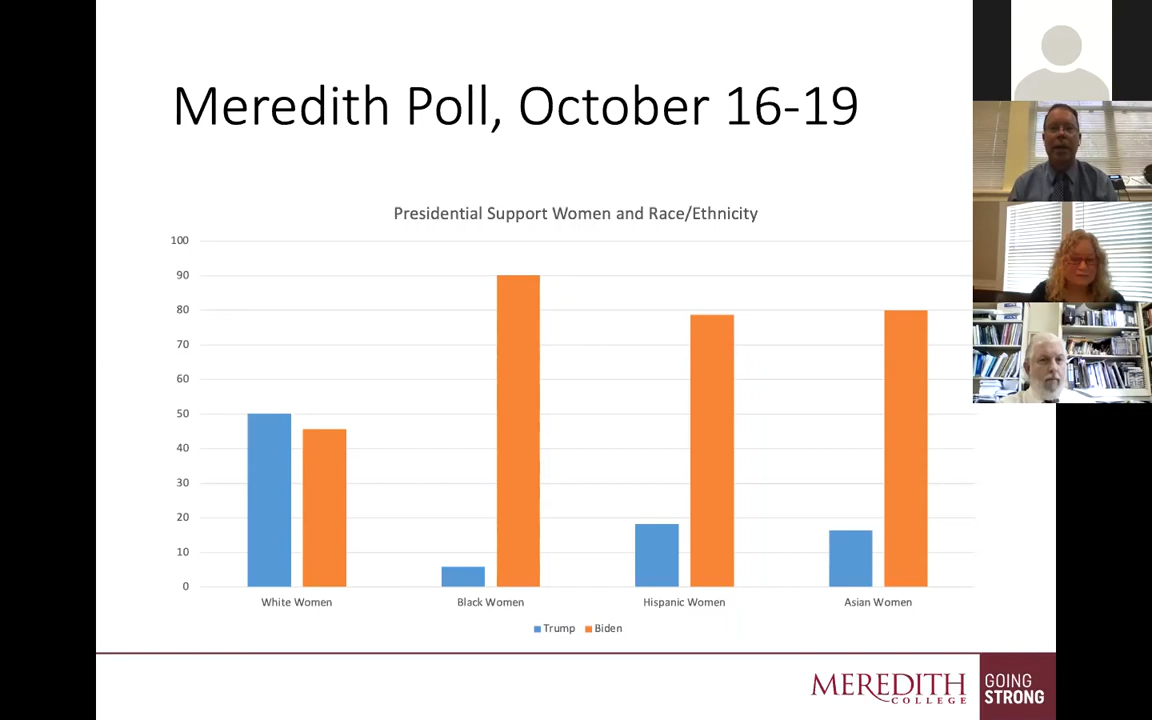 Meredith Poll, October 16-19
Presidential Support Women and Race/Ethnicity
100
90
80
70
60
50
40
30
20
10
0
White Women
Black Women
Hispanic Women
Asian Women
Trump
Biden
MEREDITH
COLLEGE
GOING
STRONG